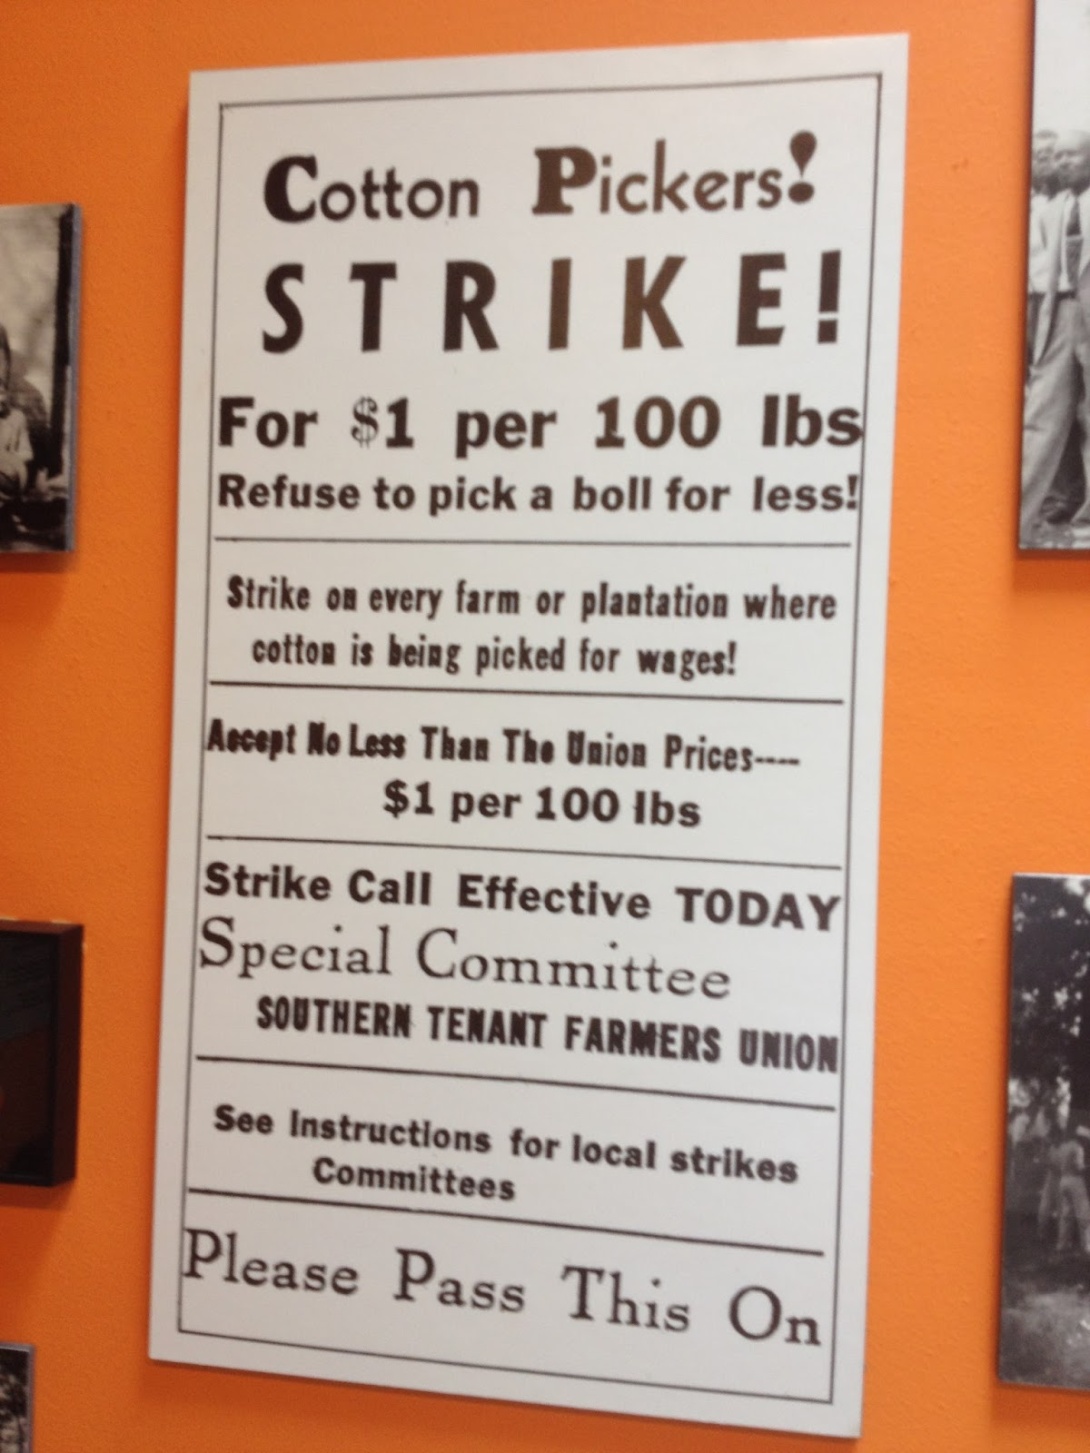 Cotton Pickers!
STRIKE!
For $1 per 100 lbs
Refuse to pick a boll for less!
Strike on every farm or plantation where
cotton is being picked for wages!
Accept No Less Than The Union Prices----
$1 per 100 lbs
Strike Call Effective TODAY
Special Committee
SOUTHERN TENANT FARMERS UNION
See Instructions for local strikes
Committees
Please Pass This On